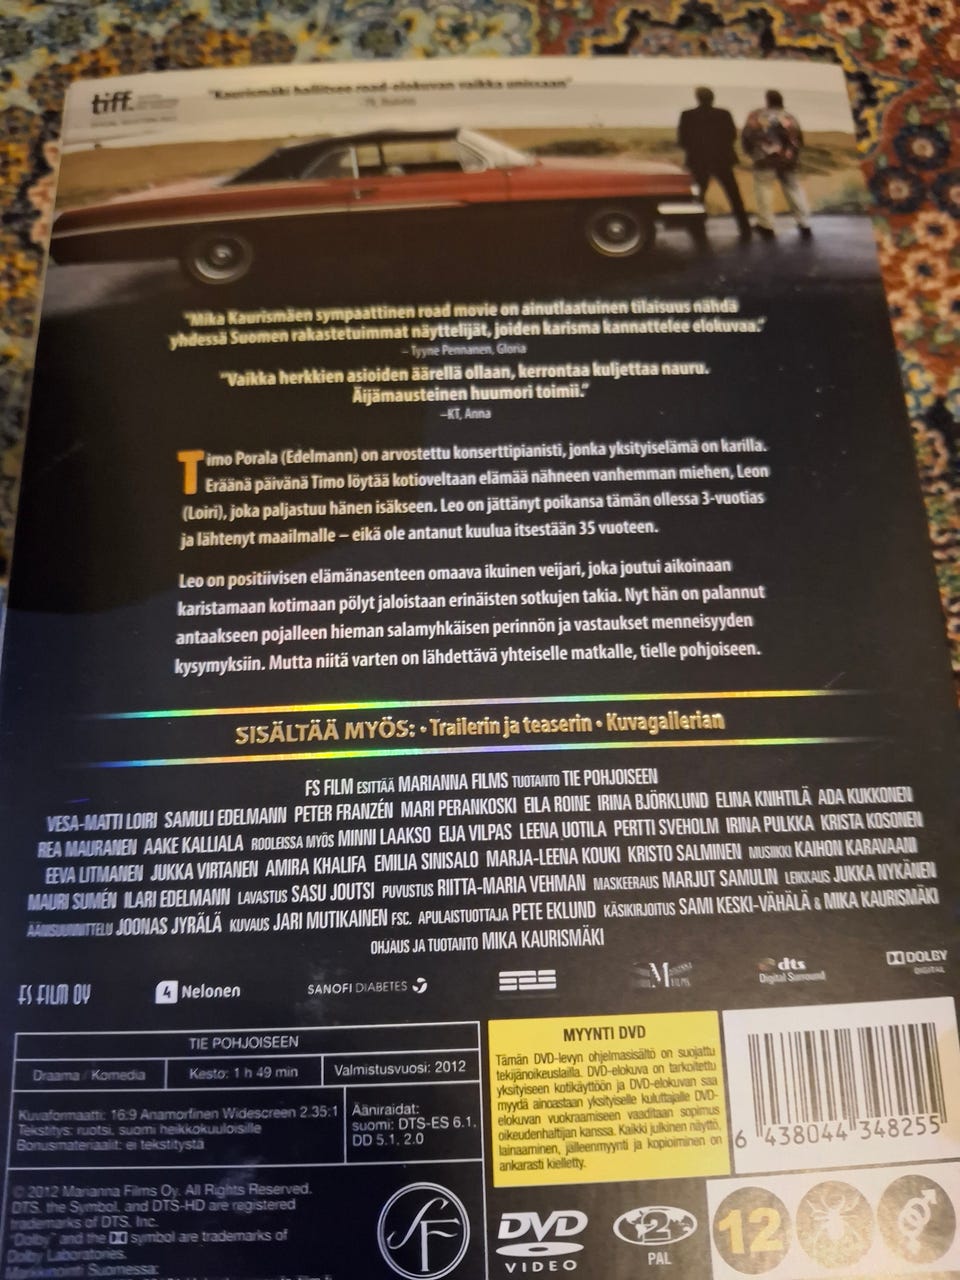 tiff.
"Kaurismäki hallitsee road-elokuvan vaikka unissaan"
"Mika Kaurismäen sympaattinen road movie on ainutlaatuinen tilaisuus nähdä
yhdessä Suomen rakastetuimmat näyttelijät, joiden karisma kannattelee elokuvaa."
– Tyyne Pennanen, Gloria
"Vaikka herkkien asioiden äärellä ollaan, kerrontaa kuljettaa nauru.
Äijämausteinen huumori toimii."
–KT, Anna
Timo Porala (Edelmann) on arvostettu konserttipianisti, jonka yksityiselämä on karilla.
Eräänä päivänä Timo löytää kotioveltaan elämää nähneen vanhemman miehen, Leon
(Loiri), joka paljastuu hänen isäkseen. Leo on jättänyt poikansa tämän ollessa 3-vuotias
ja lähtenyt maailmalle – eikä ole antanut kuulua itsestään 35 vuoteen.
Leo on positiivisen elämänasenteen omaava ikuinen veijari, joka joutui aikoinaan
karistamaan kotimaan pölyt jaloistaan erinäisten sotkujen takia. Nyt hän on palannut
antaakseen pojalleen hieman salamyhkäisen perinnön ja vastaukset menneisyyden
kysymyksiin. Mutta niitä varten on lähdettävä yhteiselle matkalle, tielle pohjoiseen.
SISÄLTÄÄ MYÖS: • Trailerin ja teaserin • Kuvagallerian
FS FILM ESITTÄÄ MARIANNA FILMS TUOTANTO TIE POHJOISEEN
VESA-MATTI LOIRI SAMULI EDELMANN PETER FRANZÉN MARI PERANKOSKI EILA ROINE IRINA BJÖRKLUND ELINA KNIHTILÄ ADA KUKKONEN
REA MAURANEN AAKE KALLIALA ROOLEISSA MYÖS MINNI LAAKSO EIJA VILPAS LEENA UOTILA PERTTI SVEHOLM IRINA PULKKA KRISTA KOSONEN
EEVA LITMANEN JUKKA VIRTANEN AMIRA KHALIFA EMILIA SINISALO MARJA-LEENA KOUKI KRISTO SALMINEN MUSIIKKI KAIHON KARAVAANI
MAURI SUMÉN ILARI EDELMANN LAVASTUS SASU JOUTSI PUVUSTUS RIITTA-MARIA VEHMAN MASKEERAUS MARJUT SAMULIN LEIKKAUS JUKKA NYKÄNEN
ÄÄNISUUNNITTELU JOONAS JYRÄLÄ KUVAUS JARI MUTIKAINEN FSC. APULAISTUOTTAJA PETE EKLUND KÄSIKIRJOITUS SAMI KESKI-VÄHÄLÄ & MIKA KAURISMÄKI
OHJAUS JA TUOTANTO MIKA KAURISMÄKI
FS FILM OY
4 Nelonen
SANOFI DIABETES
SES
M FILMS
dts Digital Surround
DOLBY DIGITAL
TIE POHJOISEEN
Draama / Komedia
Kesto: 1 h 49 min
Valmistusvuosi: 2012
Kuvaformaatti: 16:9 Anamorfinen Widescreen 2.35:1
Tekstitys: ruotsi, suomi heikkokuuloisille
Bonusmateriaalit: ei tekstitystä
Ääniraidat:
suomi: DTS-ES 6.1,
DD 5.1, 2.0
© 2012 Marianna Films Oy. All Rights Reserved.
DTS, the Symbol, and DTS-HD are registered
trademarks of DTS, Inc.
"Dolby" and the symbol are trademarks of
Dolby Laboratories.
Markkinointi Suomessa:
SF
MYYNTI DVD
Tämän DVD-levyn ohjelmasisältö on suojattu
tekijänoikeuslailla. DVD-elokuva on tarkoitettu
yksityiseen kotikäyttöön ja DVD-elokuvan saa
myydä ainoastaan yksityiselle kuluttajalle DVD-
elokuvan vuokraamiseen vaaditaan sopimus
oikeudenhaltijan kanssa. Kaikki julkinen näyttö,
lainaaminen, jälleenmyynti ja kopioiminen on
ankarasti kielletty.
6 438044 348255
DVD
VIDEO
2
PAL
12